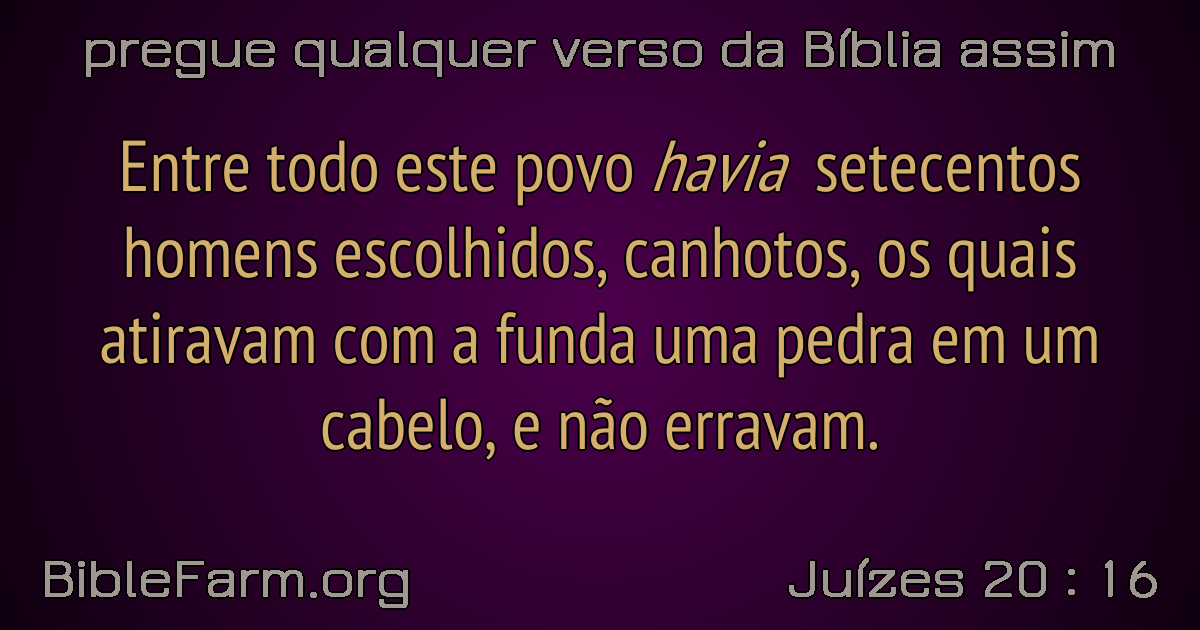 pregue qualquer verso da Bíblia assim
Entre todo este povo havia setecentos
homens escolhidos, canhotos, os quais
atiravam com a funda uma pedra em um
cabelo, e não erravam.
BibleFarm.org
Juízes 20 : 16